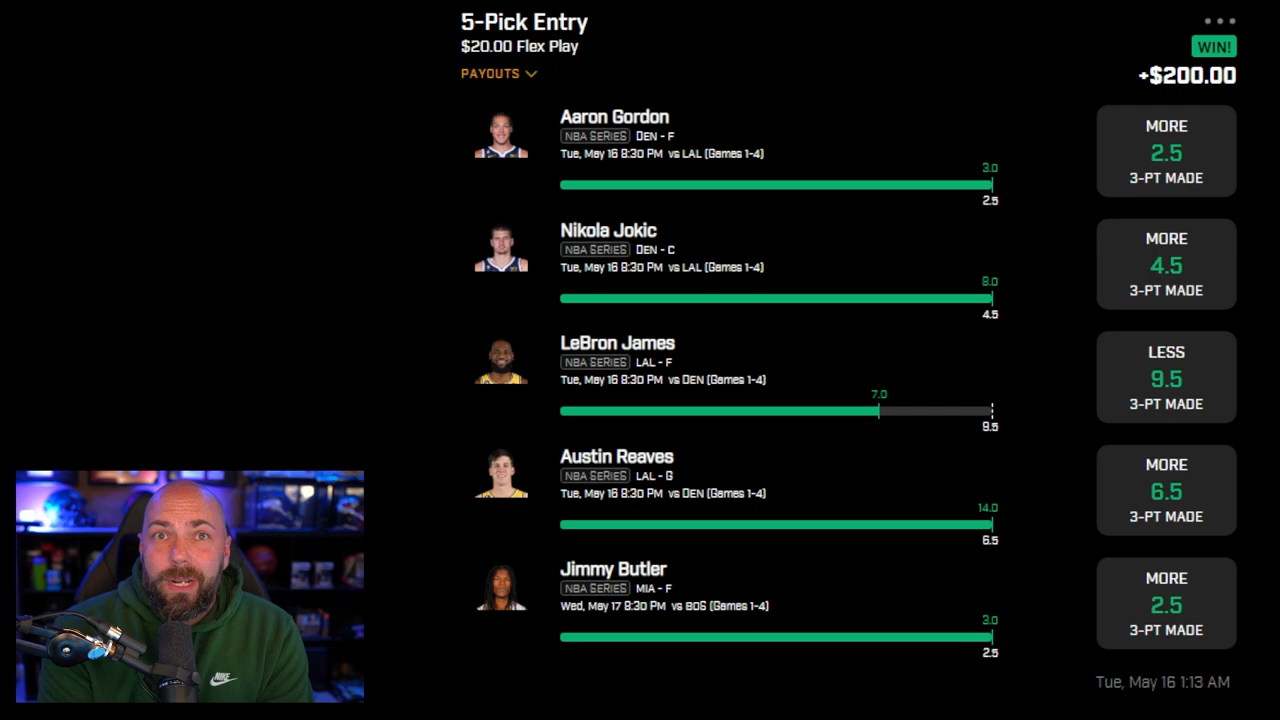 5-Pick Entry
$20.00 Flex Play
PAYOUTS
WIN!
+$200.00
Aaron Gordon
NBA SERIES DEN - F
Tue, May 16 8:30 PM vs LAL (Games 1-4)
3.0
2.5
MORE
2.5
3-PT MADE
Nikola Jokic
NBA SERIES DEN - C
Tue, May 16 8:30 PM vs LAL (Games 1-4)
8.0
4.5
MORE
4.5
3-PT MADE
LeBron James
NBA SERIES LAL - F
Tue, May 16 8:30 PM vs DEN (Games 1-4)
7.0
9.5
LESS
9.5
3-PT MADE
Austin Reaves
NBA SERIES LAL - G
Tue, May 16 8:30 PM vs DEN (Games 1-4)
14.0
6.5
MORE
6.5
3-PT MADE
Jimmy Butler
NBA SERIES MIA - F
Wed, May 17 8:30 PM vs BOS (Games 1-4)
3.0
2.5
MORE
2.5
3-PT MADE
Tue, May 16 1:13 AM
NIKE